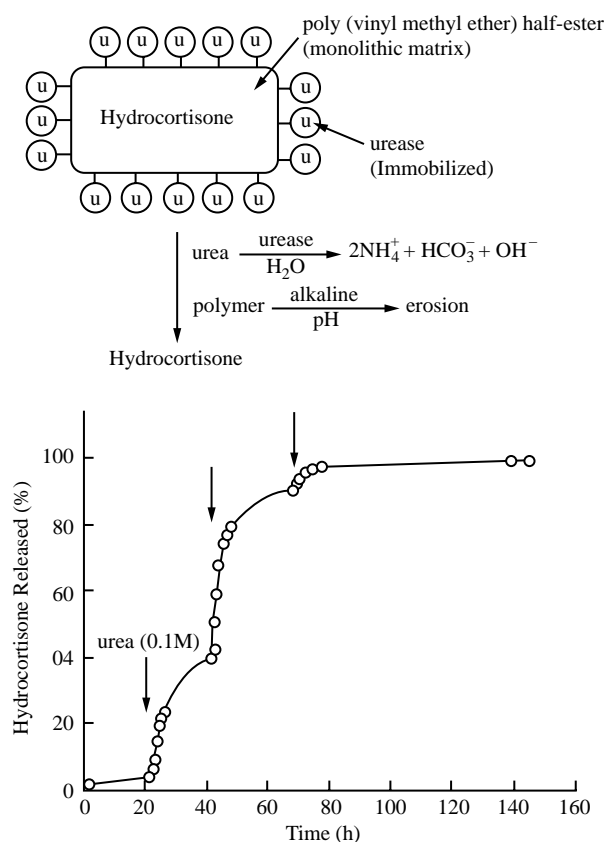 u u u u u
poly (vinyl methyl ether) half-ester
(monolithic matrix)
u u
Hydrocortisone
u u
urease
(Immobilized)
u u
u u u u u
urea urease H₂O 2NH₄⁺ + HCO₃⁻ + OH⁻
polymer alkaline pH erosion
Hydrocortisone
Hydrocortisone Released (%)
100
80
60
urea (0.1M)
04
20
0
0 20 40 60 80 100 120 140 160
Time (h)